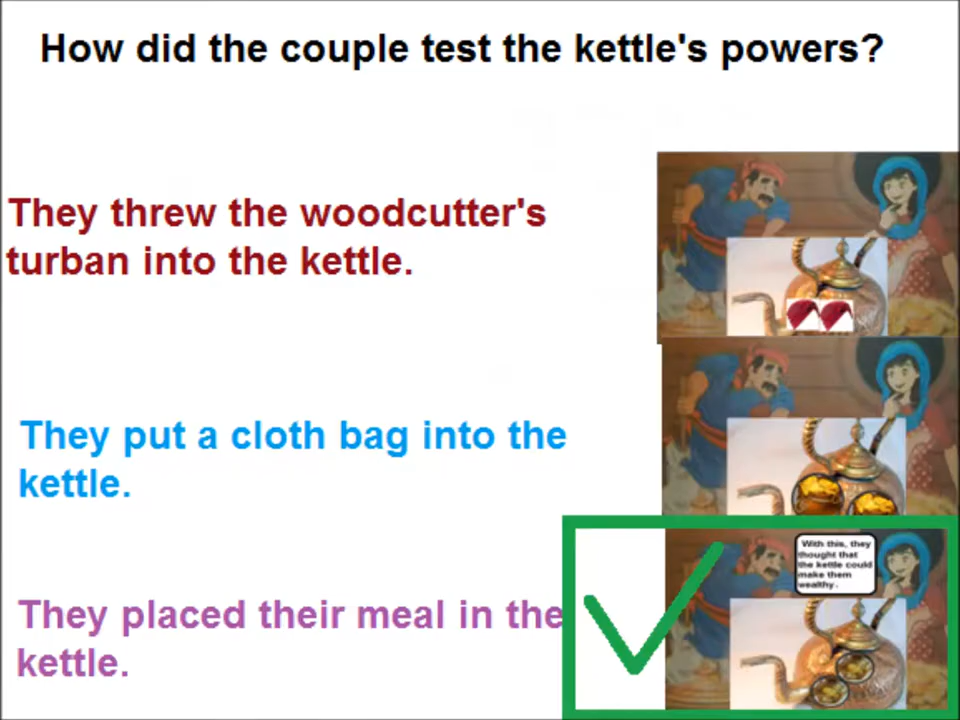 How did the couple test the kettle's powers?
They threw the woodcutter's
turban into the kettle.
They put a cloth bag into the
kettle.
With this, they
thought that
the kettle could
make them
wealthy.
They placed their meal in the
kettle.